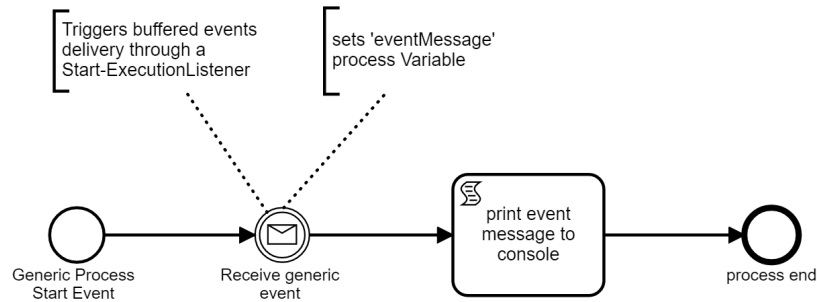 Triggers buffered events
delivery through a
Start-ExecutionListener
sets 'eventMessage'
process Variable
Generic Process
Start Event
Receive generic
event
print event
message to
console
process end